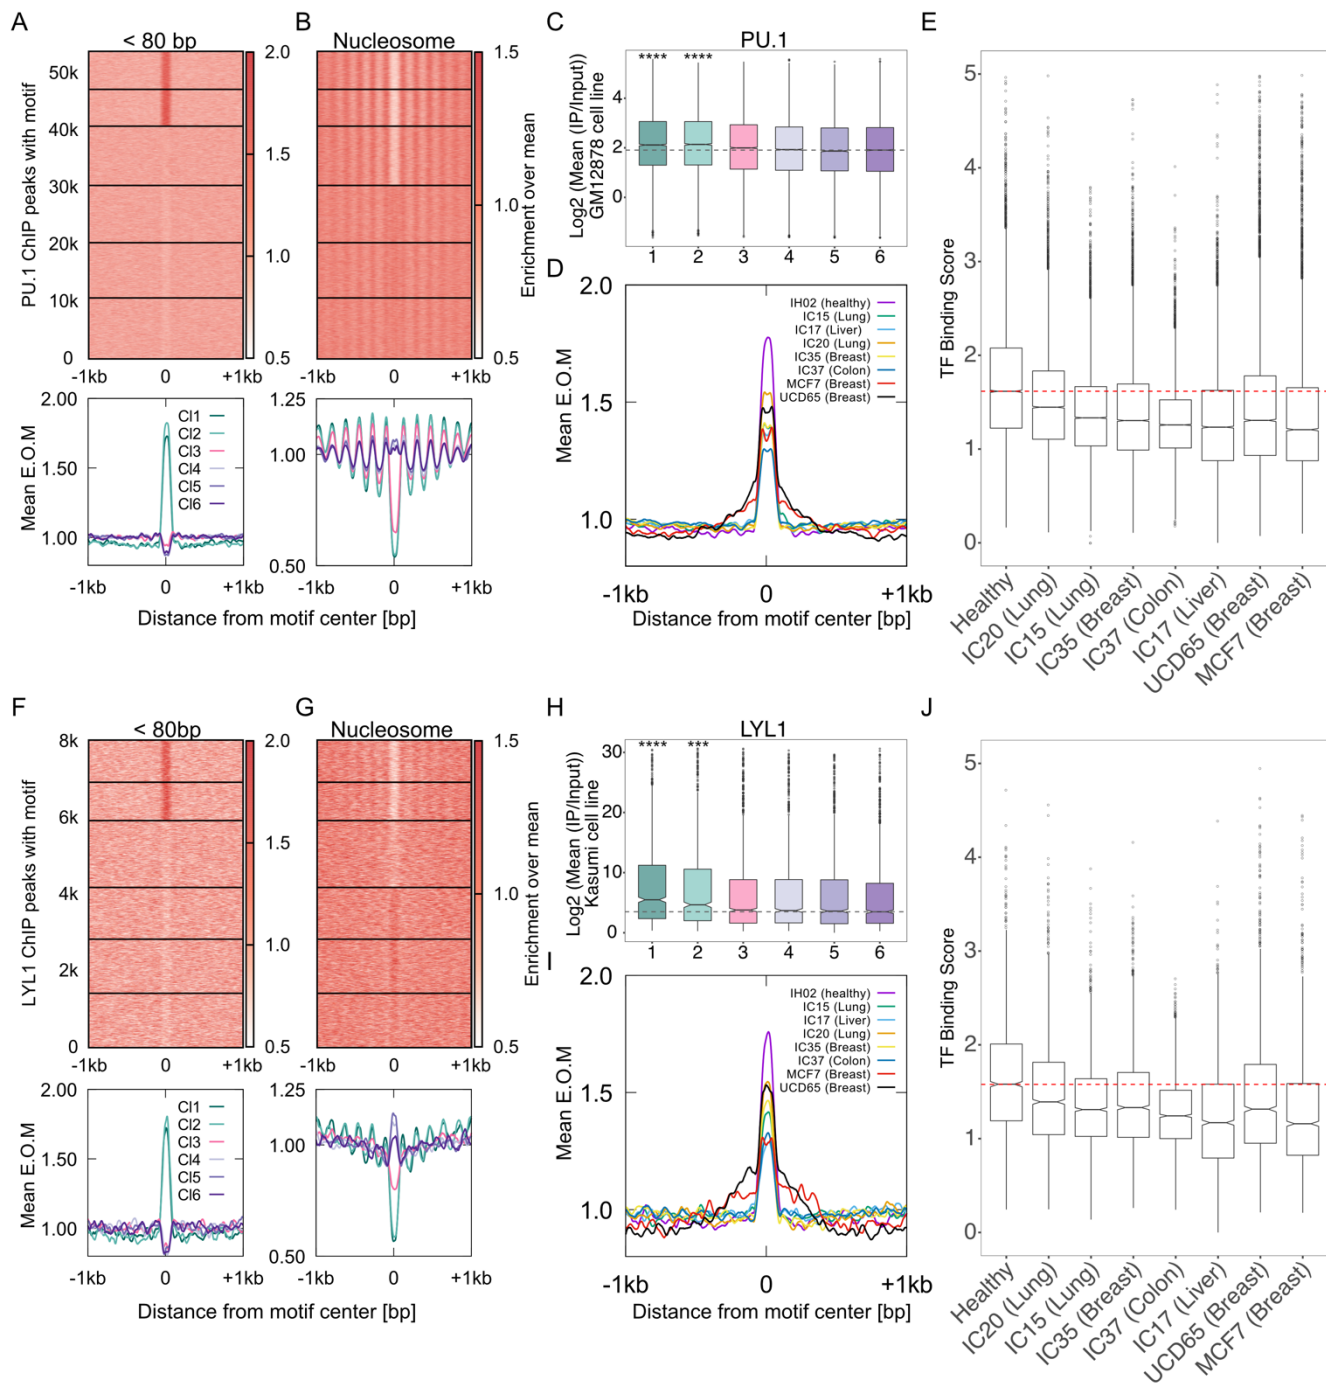 A
B
C
E
< 80 bp
Nucleosome
PU.1
50k
40k
30k
20k
10k
0
PU.1 ChIP peaks with motif
2.0
1.5
1.0
0.5
1.5
1.0
0.5
Enrichment over mean
-1kb
0
+1kb
-1kb
0
+1kb
**** ****
4
2
0
Log2 (Mean (IP/Input))
GM12878 cell line
1 2 3 4 5 6
D
2.0
1.5
1.0
Mean E.O.M
IH02 (healthy)
IC15 (Lung)
IC17 (Liver)
IC20 (Lung)
IC35 (Breast)
IC37 (Colon)
MCF7 (Breast)
UCD65 (Breast)
-1kb
0
+1kb
Distance from motif center [bp]
2.00
1.50
1.00
Mean E.O.M
Cl1
Cl2
Cl3
Cl4
Cl5
Cl6
1.25
1.00
0.50
-1kb
0
+1kb
-1kb
0
+1kb
Distance from motif center [bp]
5
4
3
2
1
0
TF Binding Score
Healthy
IC20 (Lung)
IC15 (Lung)
IC35 (Breast)
IC37 (Colon)
IC17 (Liver)
UCD65 (Breast)
MCF7 (Breast)
F
G
H
J
< 80bp
Nucleosome
LYL1
8k
6k
4k
2k
0
LYL1 ChIP peaks with motif
2.0
1.5
1.0
0.5
1.5
1.0
0.5
Enrichment over mean
-1kb
0
+1kb
-1kb
0
+1kb
**** ***
30
20
10
0
Log2 (Mean (IP/Input))
Kasumi cell line
1 2 3 4 5 6
I
2.0
1.5
1.0
Mean E.O.M
IH02 (healthy)
IC15 (Lung)
IC17 (Liver)
IC20 (Lung)
IC35 (Breast)
IC37 (Colon)
MCF7 (Breast)
UCD65 (Breast)
-1kb
0
+1kb
Distance from motif center [bp]
2.00
1.50
1.00
Mean E.O.M
Cl1
Cl2
Cl3
Cl4
Cl5
Cl6
1.25
1.00
0.50
-1kb
0
+1kb
-1kb
0
+1kb
Distance from motif center [bp]
5
4
3
2
1
0
TF Binding Score
Healthy
IC20 (Lung)
IC15 (Lung)
IC35 (Breast)
IC37 (Colon)
IC17 (Liver)
UCD65 (Breast)
MCF7 (Breast)